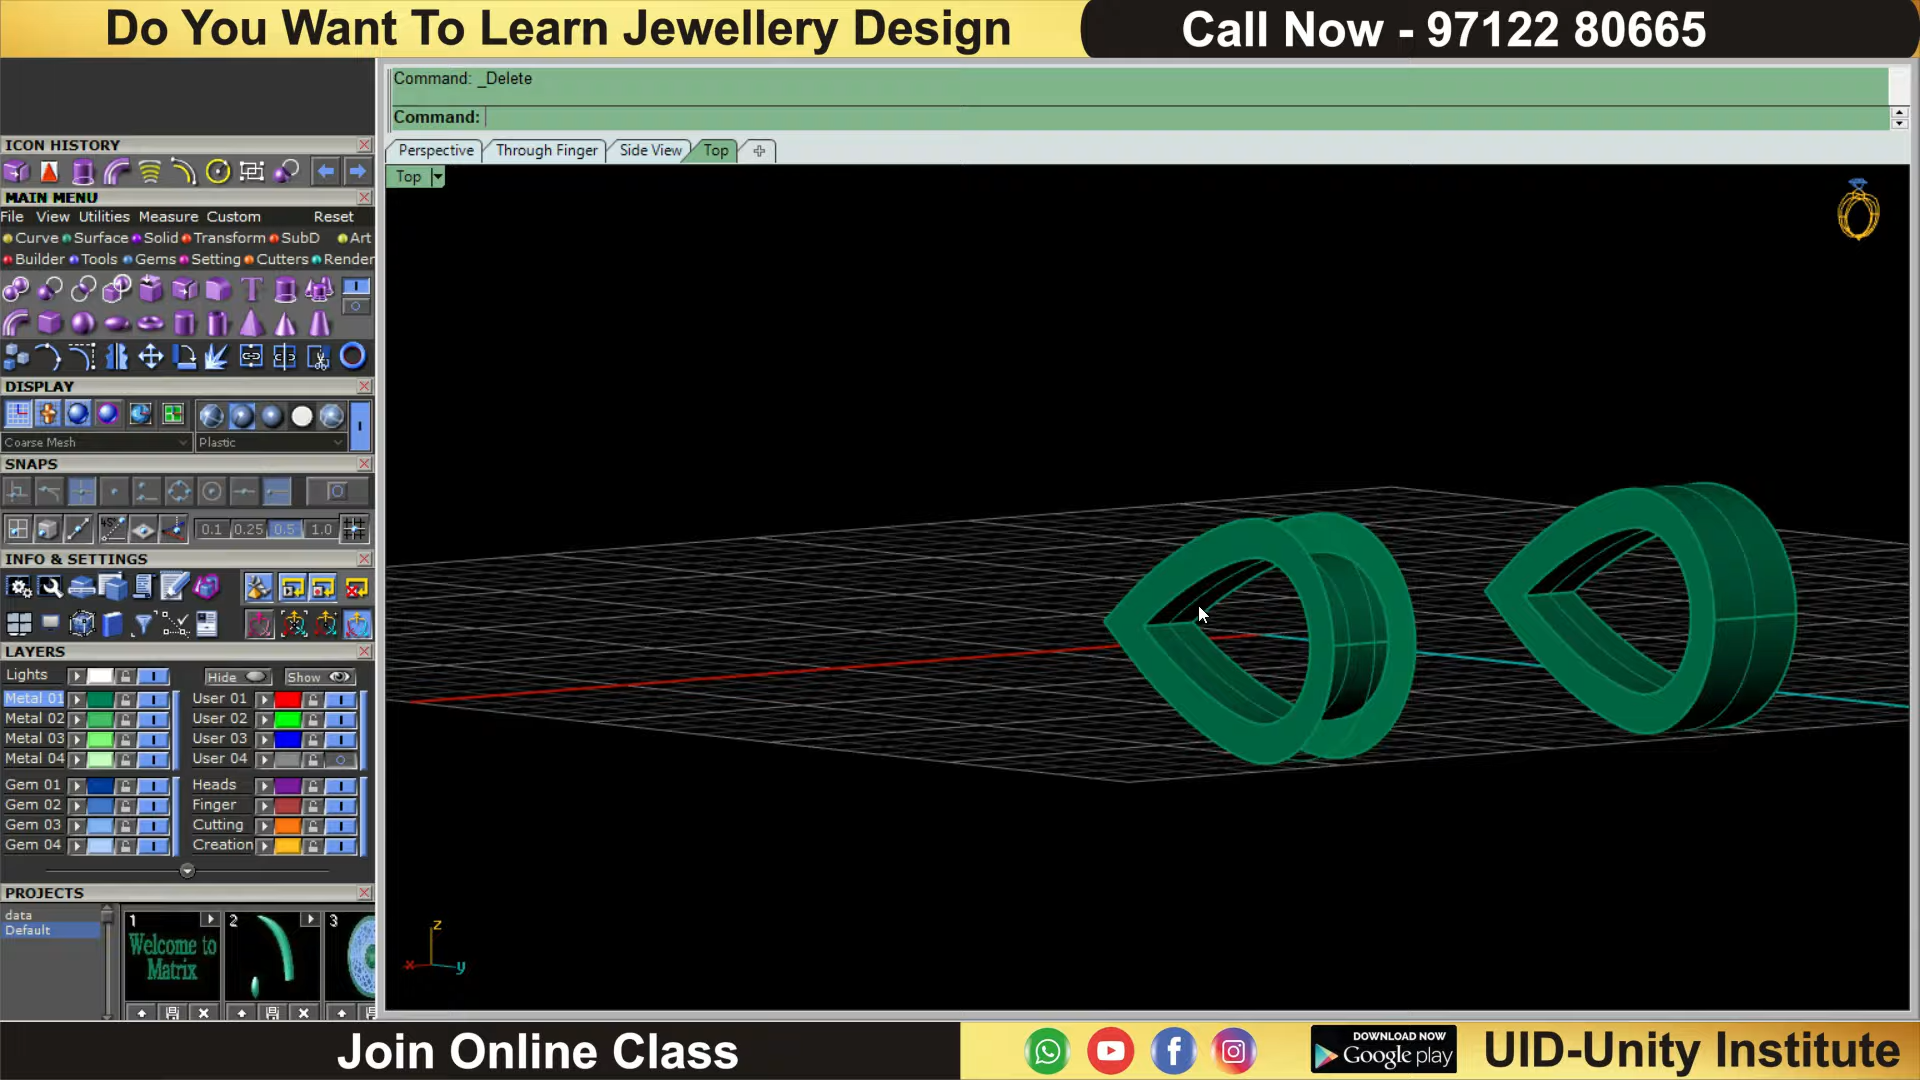 Do You Want To Learn Jewellery Design
Call Now - 97122 80665
Command: _Delete
Command:
Perspective
Through Finger
Side View
Top
Top
ICON HISTORY
MAIN MENU
File View Utilities Measure Custom Reset
Curve Surface Solid Transform SubD Art
Builder Tools Gems Setting Cutters Render
DISPLAY
Coarse Mesh
Plastic
SNAPS
45°
0.1 0.25 0.5 1.0
INFO & SETTINGS
LAYERS
Lights
Hide
Show
Metal 01
User 01
Metal 02
User 02
Metal 03
User 03
Metal 04
User 04
Gem 01
Heads
Gem 02
Finger
Gem 03
Cutting
Gem 04
Creation
PROJECTS
data
Default
1
Welcome to
Matrix
2
3
z
x
y
Join Online Class
DOWNLOAD NOW
Google play
UID-Unity Institute